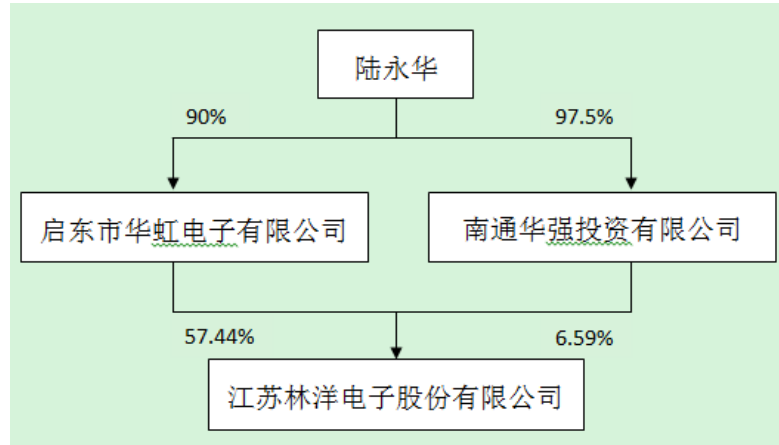 陆永华
90%
97.5%
启东市华虹电子有限公司
南通华强投资有限公司
57.44%
6.59%
江苏林洋电子股份有限公司